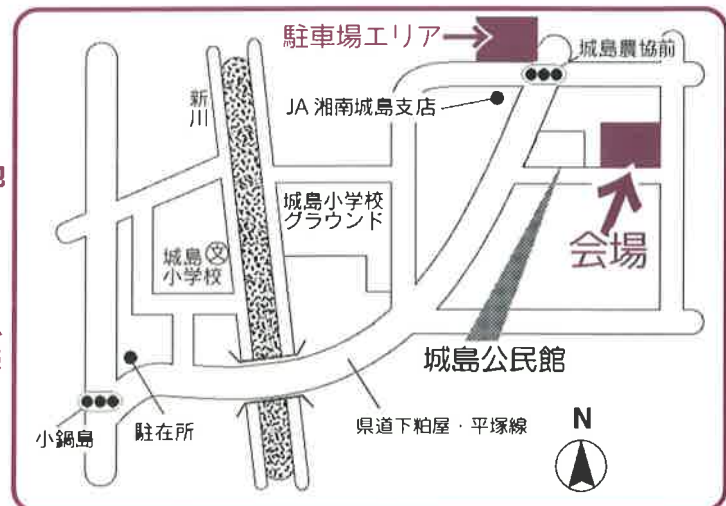 駐車場エリア
城島農協前
新川
JA 湘南城島支店
城島小学校
グラウンド
文
城島
小学校
会場
城島公民館
県道下粕屋・平塚線
小鍋島
駐在所
N